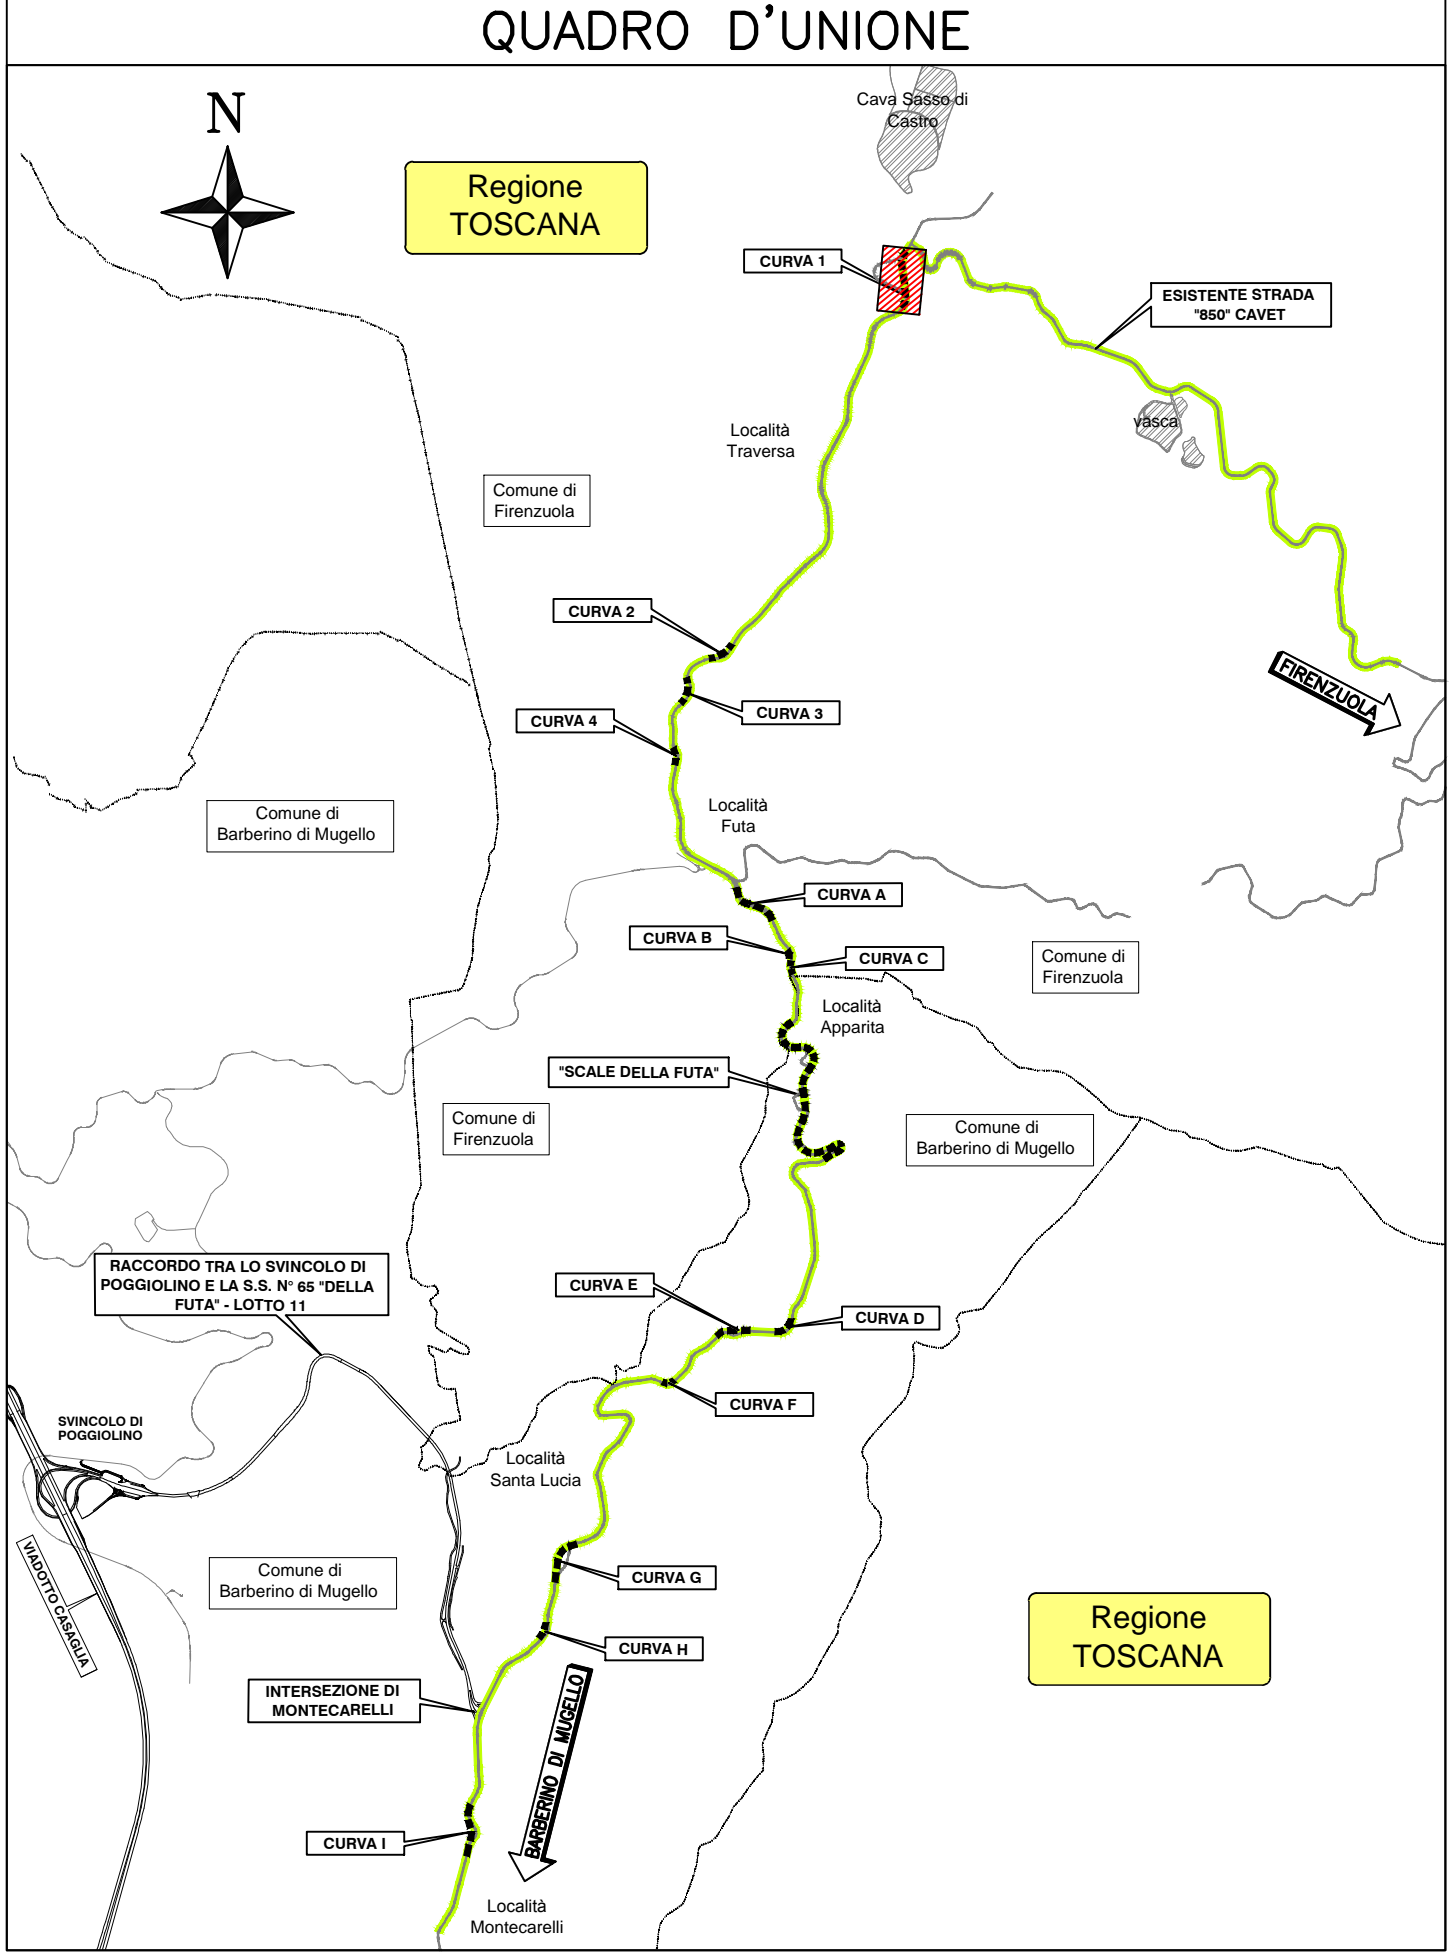 QUADRO D'UNIONE
Cava Sasso di
Castro
N
Regione
TOSCANA
CURVA 1
ESISTENTE STRADA
"850" CAVET
vasca
Località
Traversa
Comune di
Firenzuola
CURVA 2
FIRENZUOLA
CURVA 3
CURVA 4
Comune di
Barberino di Mugello
Località
Futa
CURVA A
CURVA B
CURVA C
Comune di
Firenzuola
Località
Apparita
"SCALE DELLA FUTA"
Comune di
Firenzuola
Comune di
Barberino di Mugello
RACCORDO TRA LO SVINCOLO DI
POGGIOLINO E LA S.S. N° 65 "DELLA
FUTA" - LOTTO 11
CURVA E
CURVA D
CURVA F
SVINCOLO DI
POGGIOLINO
Località
Santa Lucia
VIADOTTO CASAGLIA
Comune di
Barberino di Mugello
CURVA G
Regione
TOSCANA
CURVA H
INTERSEZIONE DI
MONTECARELLI
BARBERINO DI MUGELLO
CURVA I
Località
Montecarelli